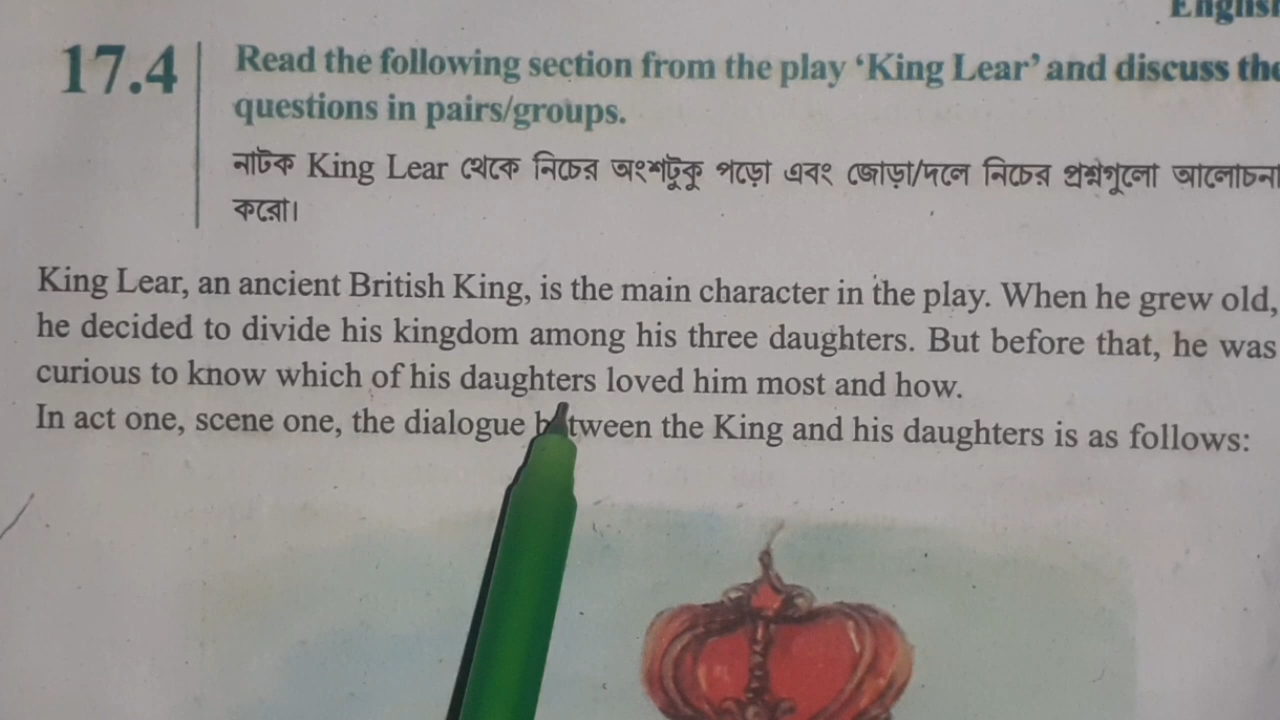 17.4
Read the following section from the play ‘King Lear’ and discuss the
questions in pairs/groups.
নাটক King Lear থেকে নিচের অংশটুকু পড়ো এবং জোড়া/দলে নিচের প্রশ্নগুলো আলোচনা
করো।
King Lear, an ancient British King, is the main character in the play. When he grew old,
he decided to divide his kingdom among his three daughters. But before that, he was
curious to know which of his daughters loved him most and how.
In act one, scene one, the dialogue between the King and his daughters is as follows: